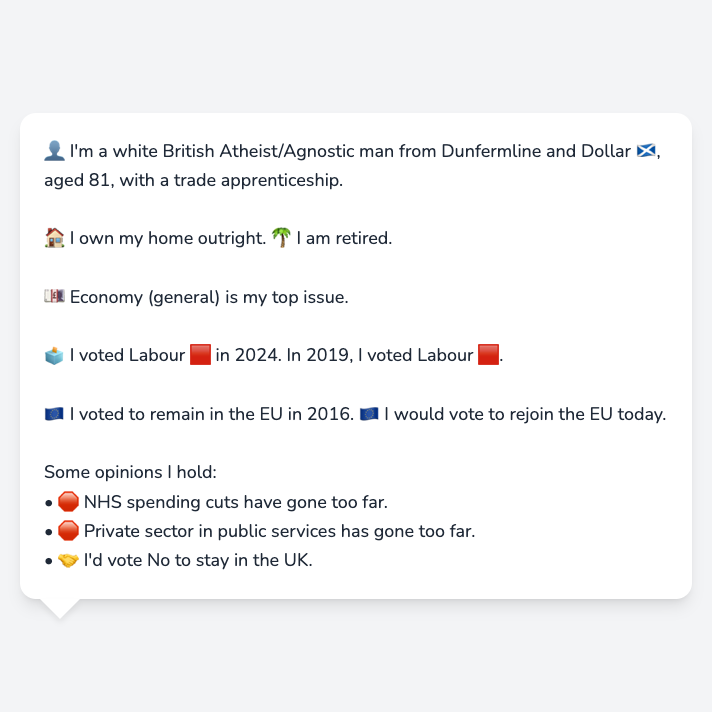 👤 I'm a white British Atheist/Agnostic man from Dunfermline and Dollar 🏴󠁧󠁢󠁳󠁣󠁴󠁿,
aged 81, with a trade apprenticeship.
🏠 I own my home outright. 🌴 I am retired.
💷 Economy (general) is my top issue.
🗳️ I voted Labour 🟥 in 2024. In 2019, I voted Labour 🟥.
🇪🇺 I voted to remain in the EU in 2016. 🇪🇺 I would vote to rejoin the EU today.
Some opinions I hold:
• 🛑 NHS spending cuts have gone too far.
• 🛑 Private sector in public services has gone too far.
• 🤝 I'd vote No to stay in the UK.